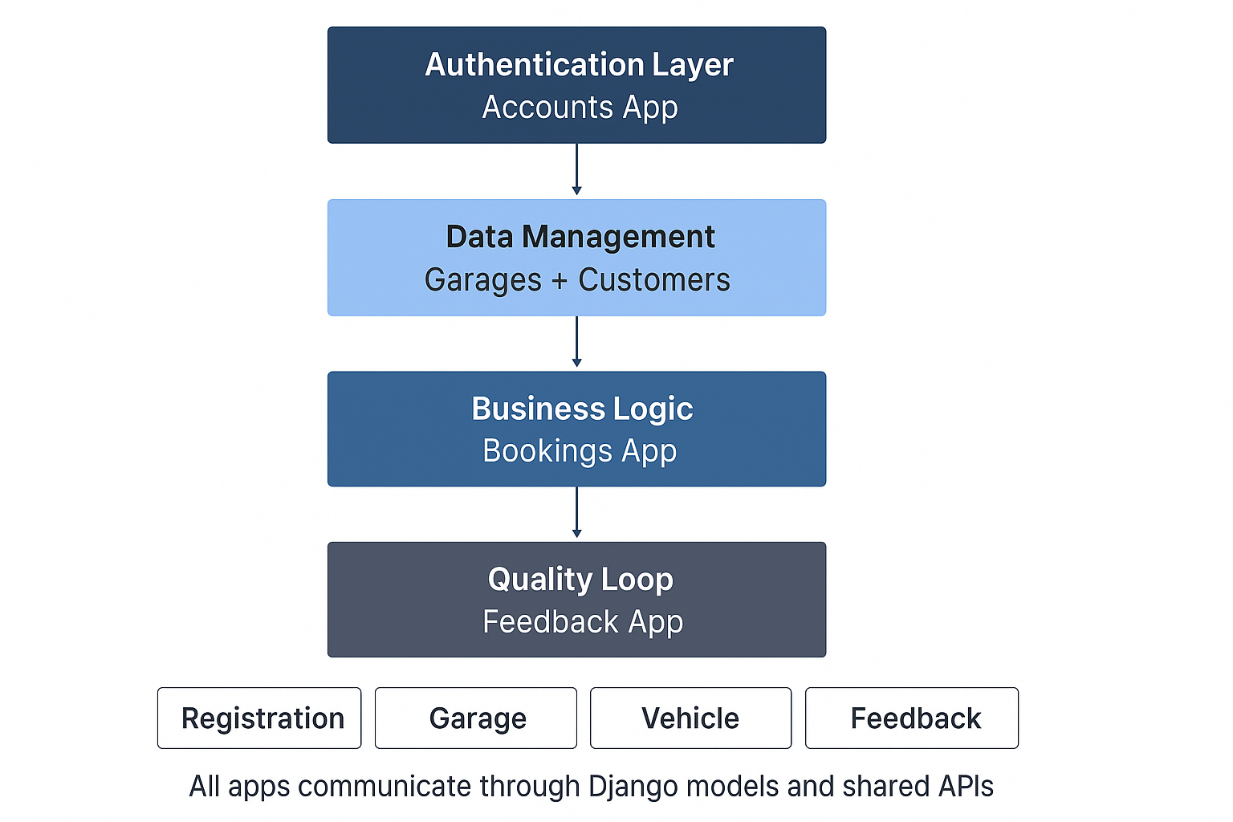 Authentication Layer
Accounts App
Data Management
Garages + Customers
Business Logic
Bookings App
Quality Loop
Feedback App
Registration
Garage
Vehicle
Feedback
All apps communicate through Django models and shared APIs